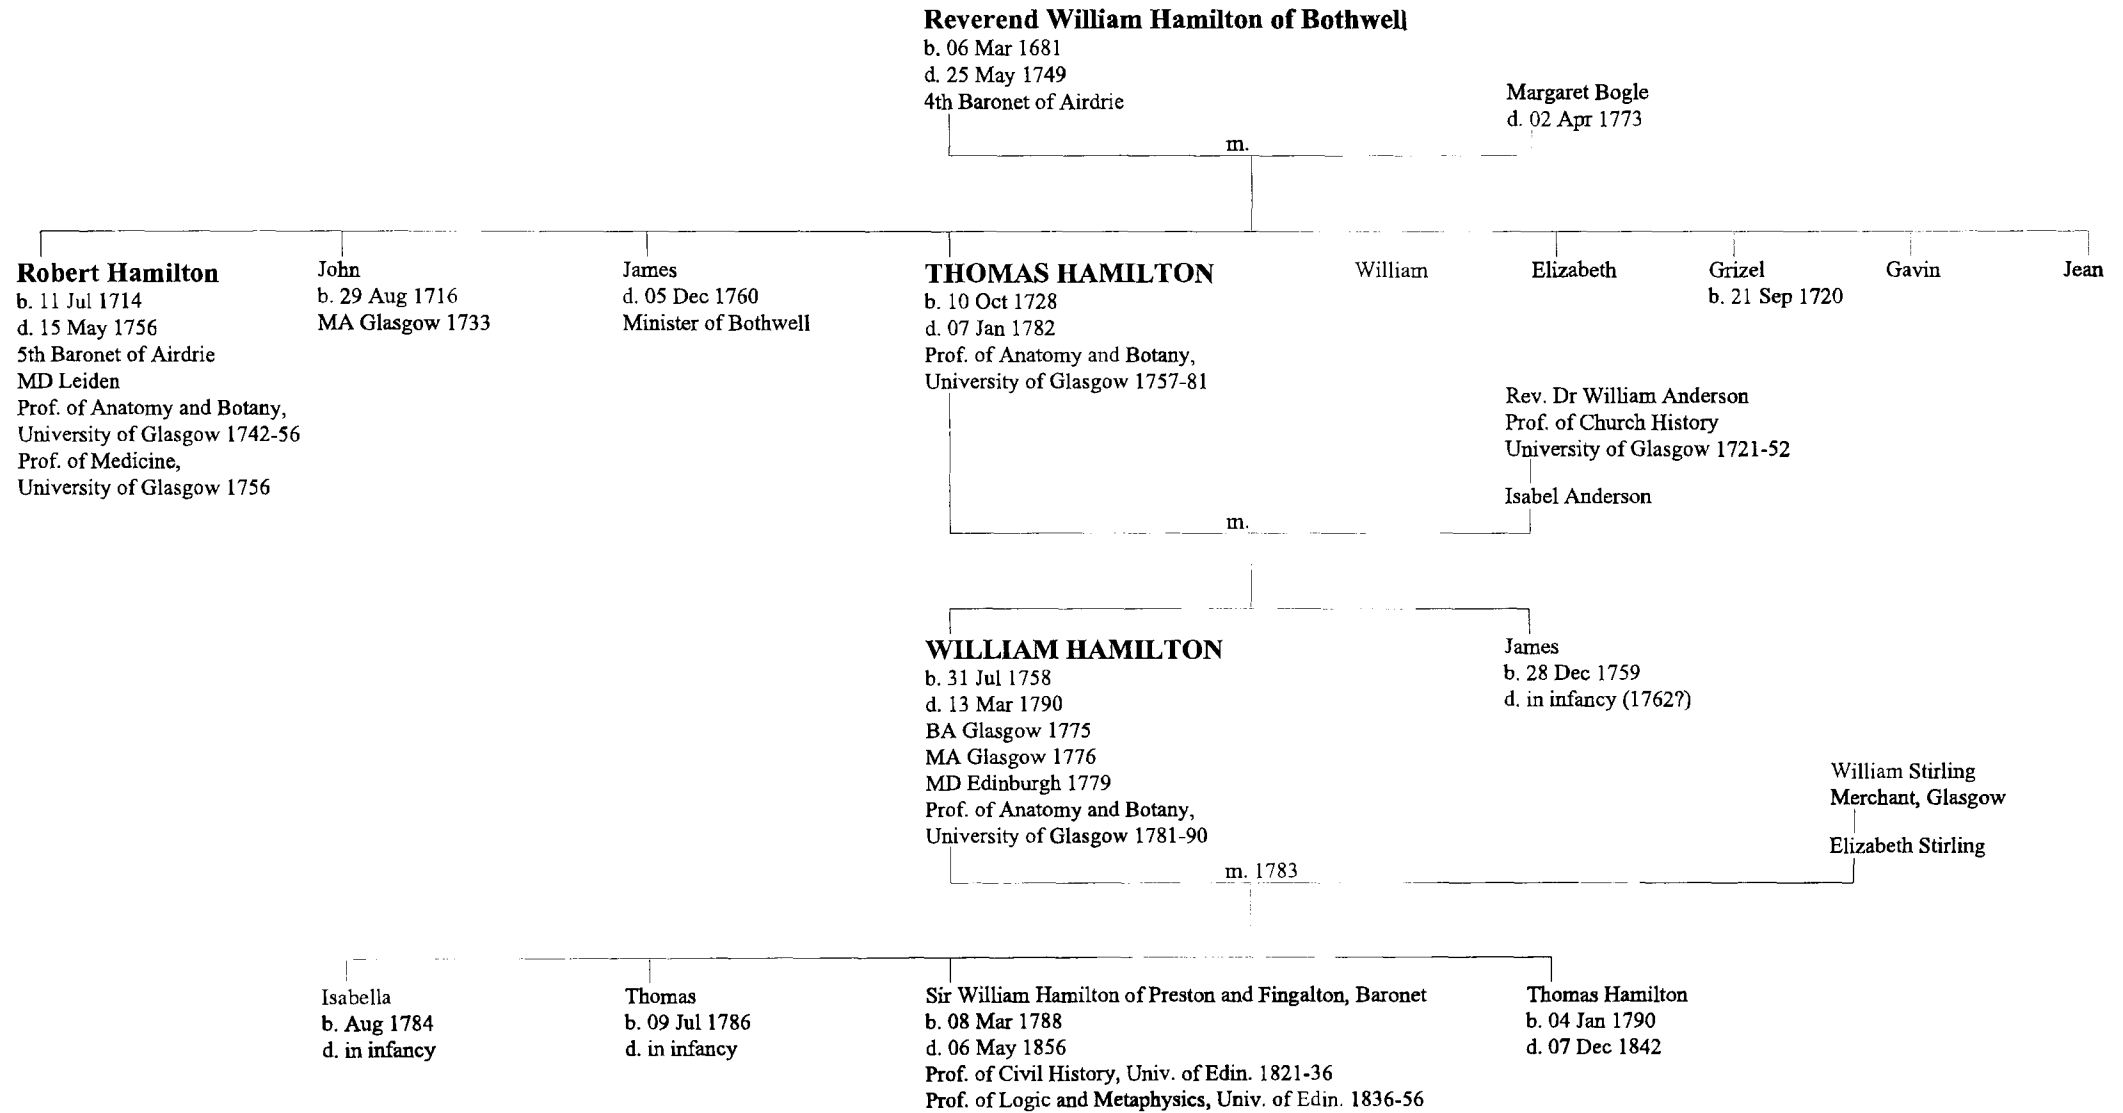 Reverend William Hamilton of Bothwell
b. 06 Mar 1681
d. 25 May 1749
4th Baronet of Airdrie
Margaret Bogle
d. 02 Apr 1773
m.
Robert Hamilton
b. 11 Jul 1714
d. 15 May 1756
5th Baronet of Airdrie
MD Leiden
Prof. of Anatomy and Botany,
University of Glasgow 1742-56
Prof. of Medicine,
University of Glasgow 1756
John
b. 29 Aug 1716
MA Glasgow 1733
James
d. 05 Dec 1760
Minister of Bothwell
THOMAS HAMILTON
b. 10 Oct 1728
d. 07 Jan 1782
Prof. of Anatomy and Botany,
University of Glasgow 1757-81
William
Elizabeth
Grizel
b. 21 Sep 1720
Gavin
Jean
Rev. Dr William Anderson
Prof. of Church History
University of Glasgow 1721-52
Isabel Anderson
m.
WILLIAM HAMILTON
b. 31 Jul 1758
d. 13 Mar 1790
BA Glasgow 1775
MA Glasgow 1776
MD Edinburgh 1779
Prof. of Anatomy and Botany,
University of Glasgow 1781-90
James
b. 28 Dec 1759
d. in infancy (1762?)
William Stirling
Merchant, Glasgow
Elizabeth Stirling
m. 1783
Isabella
b. Aug 1784
d. in infancy
Thomas
b. 09 Jul 1786
d. in infancy
Sir William Hamilton of Preston and Fingalton, Baronet
b. 08 Mar 1788
d. 06 May 1856
Prof. of Civil History, Univ. of Edin. 1821-36
Prof. of Logic and Metaphysics, Univ. of Edin. 1836-56
Thomas Hamilton
b. 04 Jan 1790
d. 07 Dec 1842